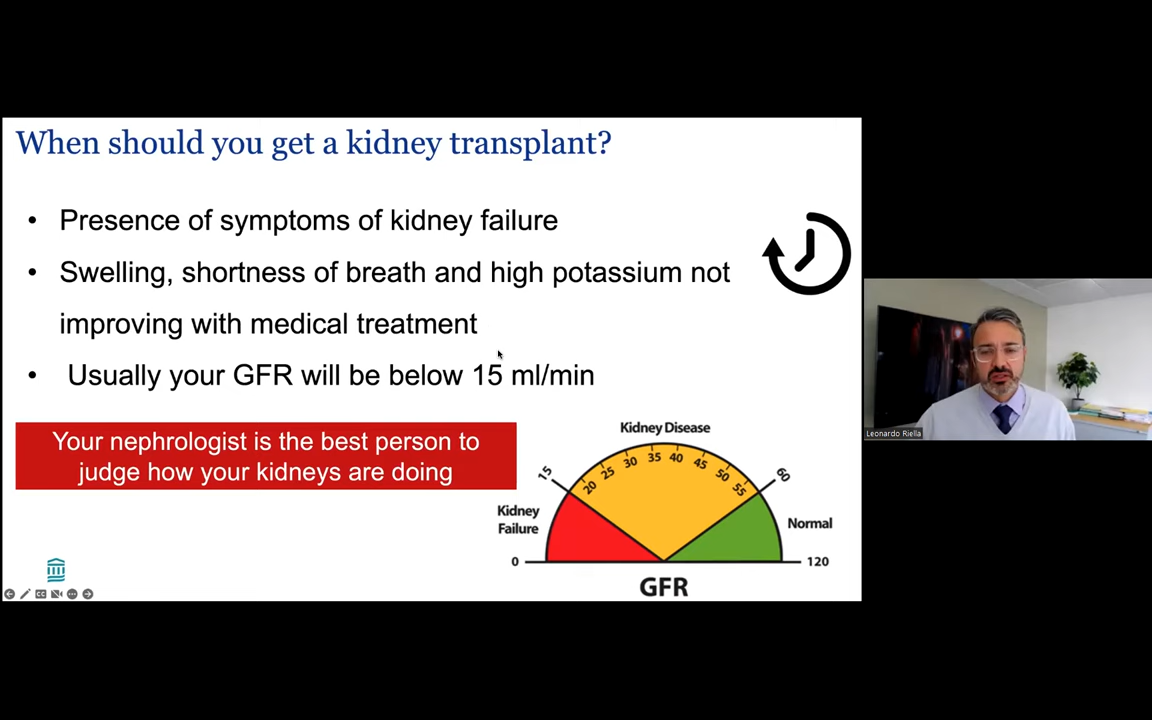 When should you get a kidney transplant?
• Presence of symptoms of kidney failure
• Swelling, shortness of breath and high potassium not
improving with medical treatment
• Usually your GFR will be below 15 ml/min
Your nephrologist is the best person to
judge how your kidneys are doing
Kidney Disease
15
20
25
30
35
40
45
50
55
60
Kidney
Failure
Normal
0
120
GFR
Leonardo Riella
CC